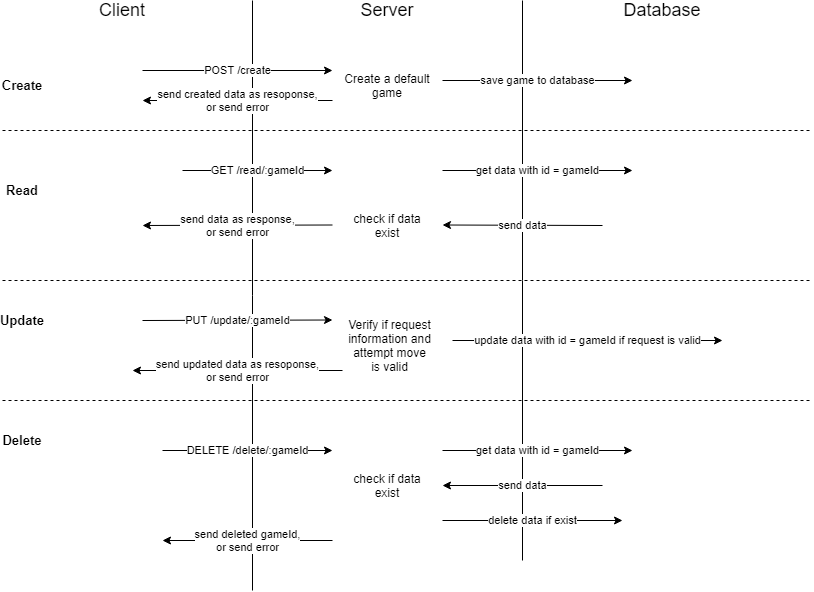 Client
Server
Database
Create
POST /create
Create a default
game
save game to database
send created data as resoponse,
or send error
Read
GET /read/:gameId
get data with id = gameId
send data as response,
or send error
check if data
exist
send data
Update
PUT /update/:gameId
Verify if request
information and
attempt move
is valid
update data with id = gameId if request is valid
send updated data as resoponse,
or send error
Delete
DELETE /delete/:gameId
get data with id = gameId
check if data
exist
send data
delete data if exist
send deleted gameId,
or send error